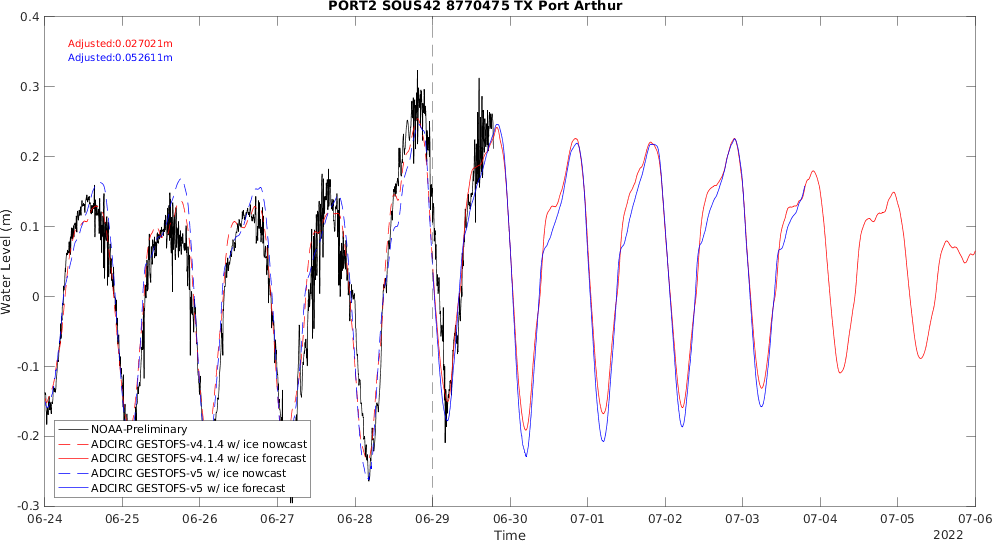 PORT2 SOUS42 8770475 TX Port Arthur
Adjusted:0.027021m
Adjusted:0.052611m
Water Level (m)
0.4
0.3
0.2
0.1
0
-0.1
-0.2
-0.3
NOAA-Preliminary
ADCIRC GESTOFS-v4.1.4 w/ ice nowcast
ADCIRC GESTOFS-v4.1.4 w/ ice forecast
ADCIRC GESTOFS-v5 w/ ice nowcast
ADCIRC GESTOFS-v5 w/ ice forecast
06-24 06-25 06-26 06-27 06-28 06-29 06-30 07-01 07-02 07-03 07-04 07-05 07-06
Time
2022